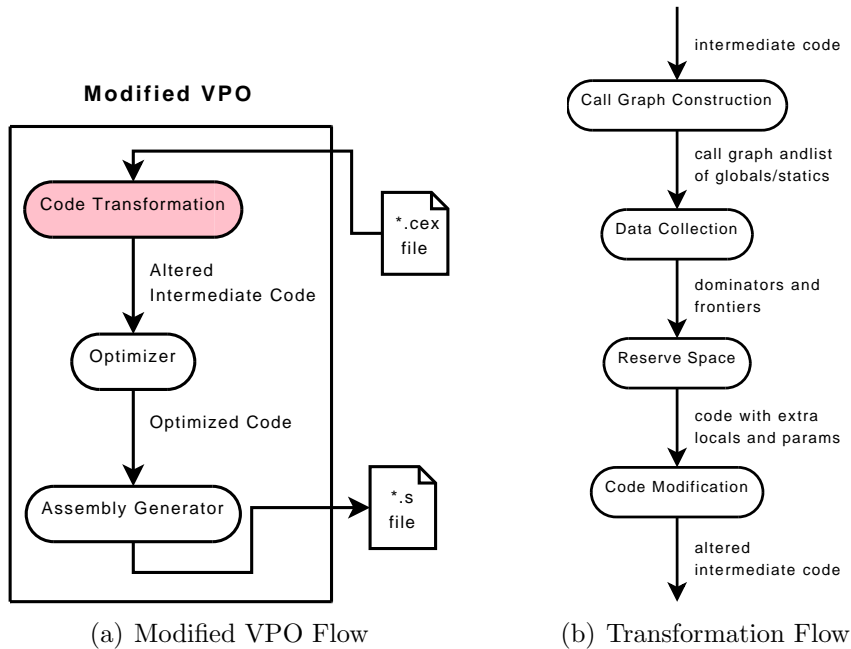 Modified VPO
Code Transformation
*.cex
file
Altered
Intermediate Code
Optimizer
Optimized Code
Assembly Generator
*.s
file
(a) Modified VPO Flow
intermediate code
Call Graph Construction
call graph andlist
of globals/statics
Data Collection
dominators and
frontiers
Reserve Space
code with extra
locals and params
Code Modification
altered
intermediate code
(b) Transformation Flow